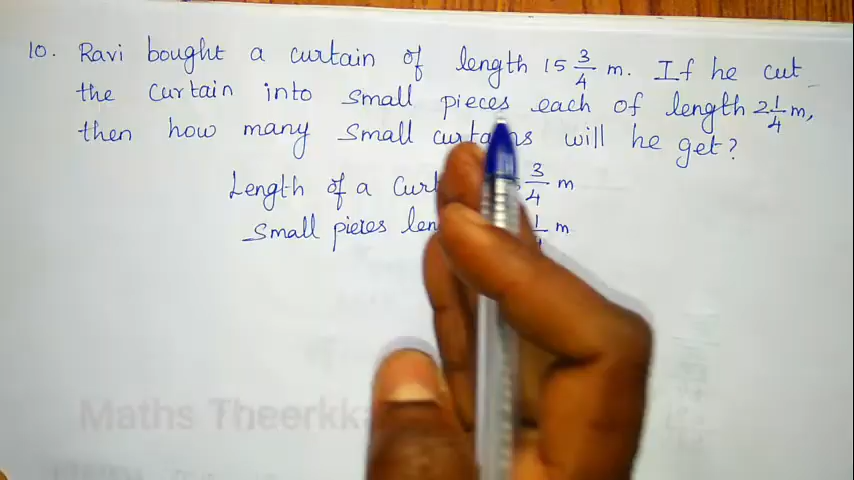 10. Ravi bought a curtain of length 15 3/4 m. If he cut
the curtain into small pieces each of length 2 1/4 m,
then how many small curtains will he get?
Length of a 3/4 m
Small pieces m
Maths